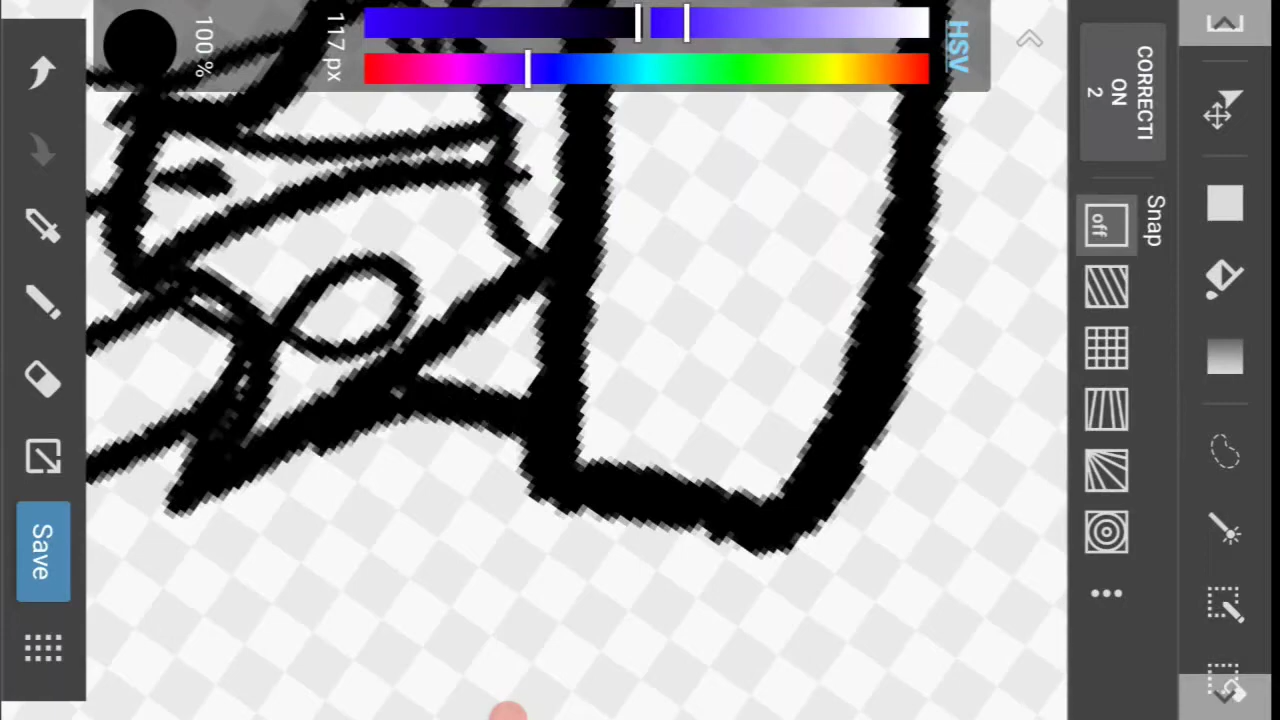 HSV
117 px
100 %
CORRECTI
ON
2
Snap
off
Save